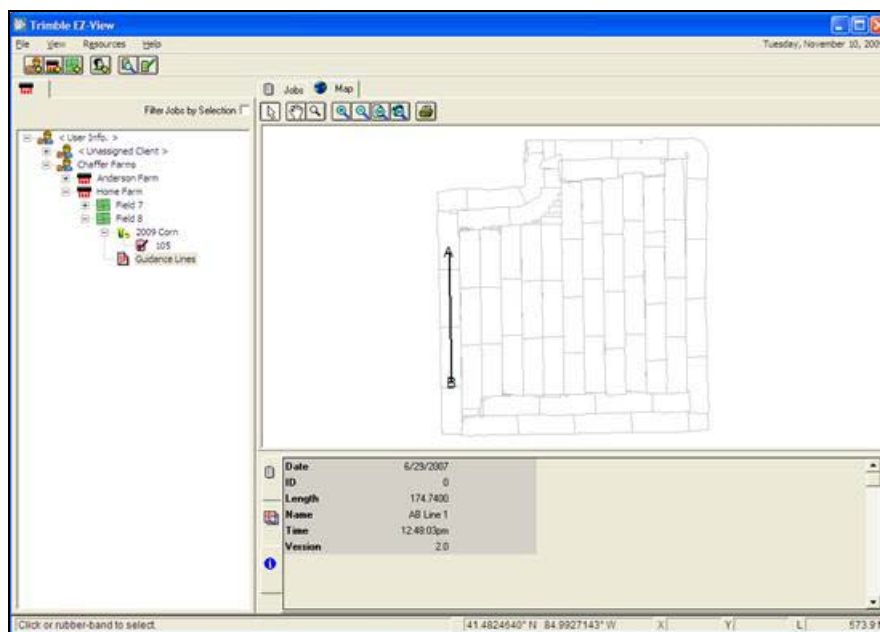 Trimble EZ-View
File View Resources Help
Tuesday, November 10, 200
Jobs Map
Filter Jobs by Selection
< User Info. >
< Unassigned Client >
Chaffer Farms
Anderson Farm
Home Farm
Field 7
Field 8
2009 Corn
105
Guidance Lines
A
B
Date 6/29/2007
ID 0
Length 174.7400
Name AB Line 1
Time 12:48:03pm
Version 2.0
Click or rubber-band to select. 41.4824640° N 84.9927143° W X Y L 573.91